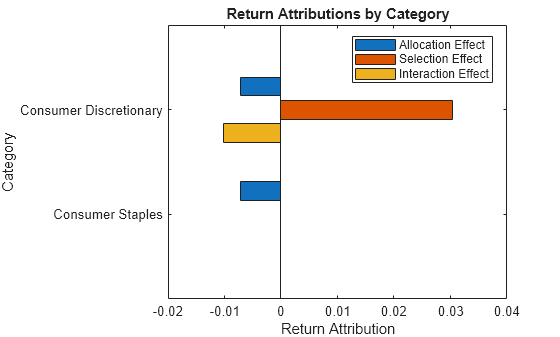 Return Attributions by Category
Allocation Effect
Selection Effect
Interaction Effect
Consumer Discretionary
Consumer Staples
Category
-0.02 -0.01 0 0.01 0.02 0.03 0.04
Return Attribution